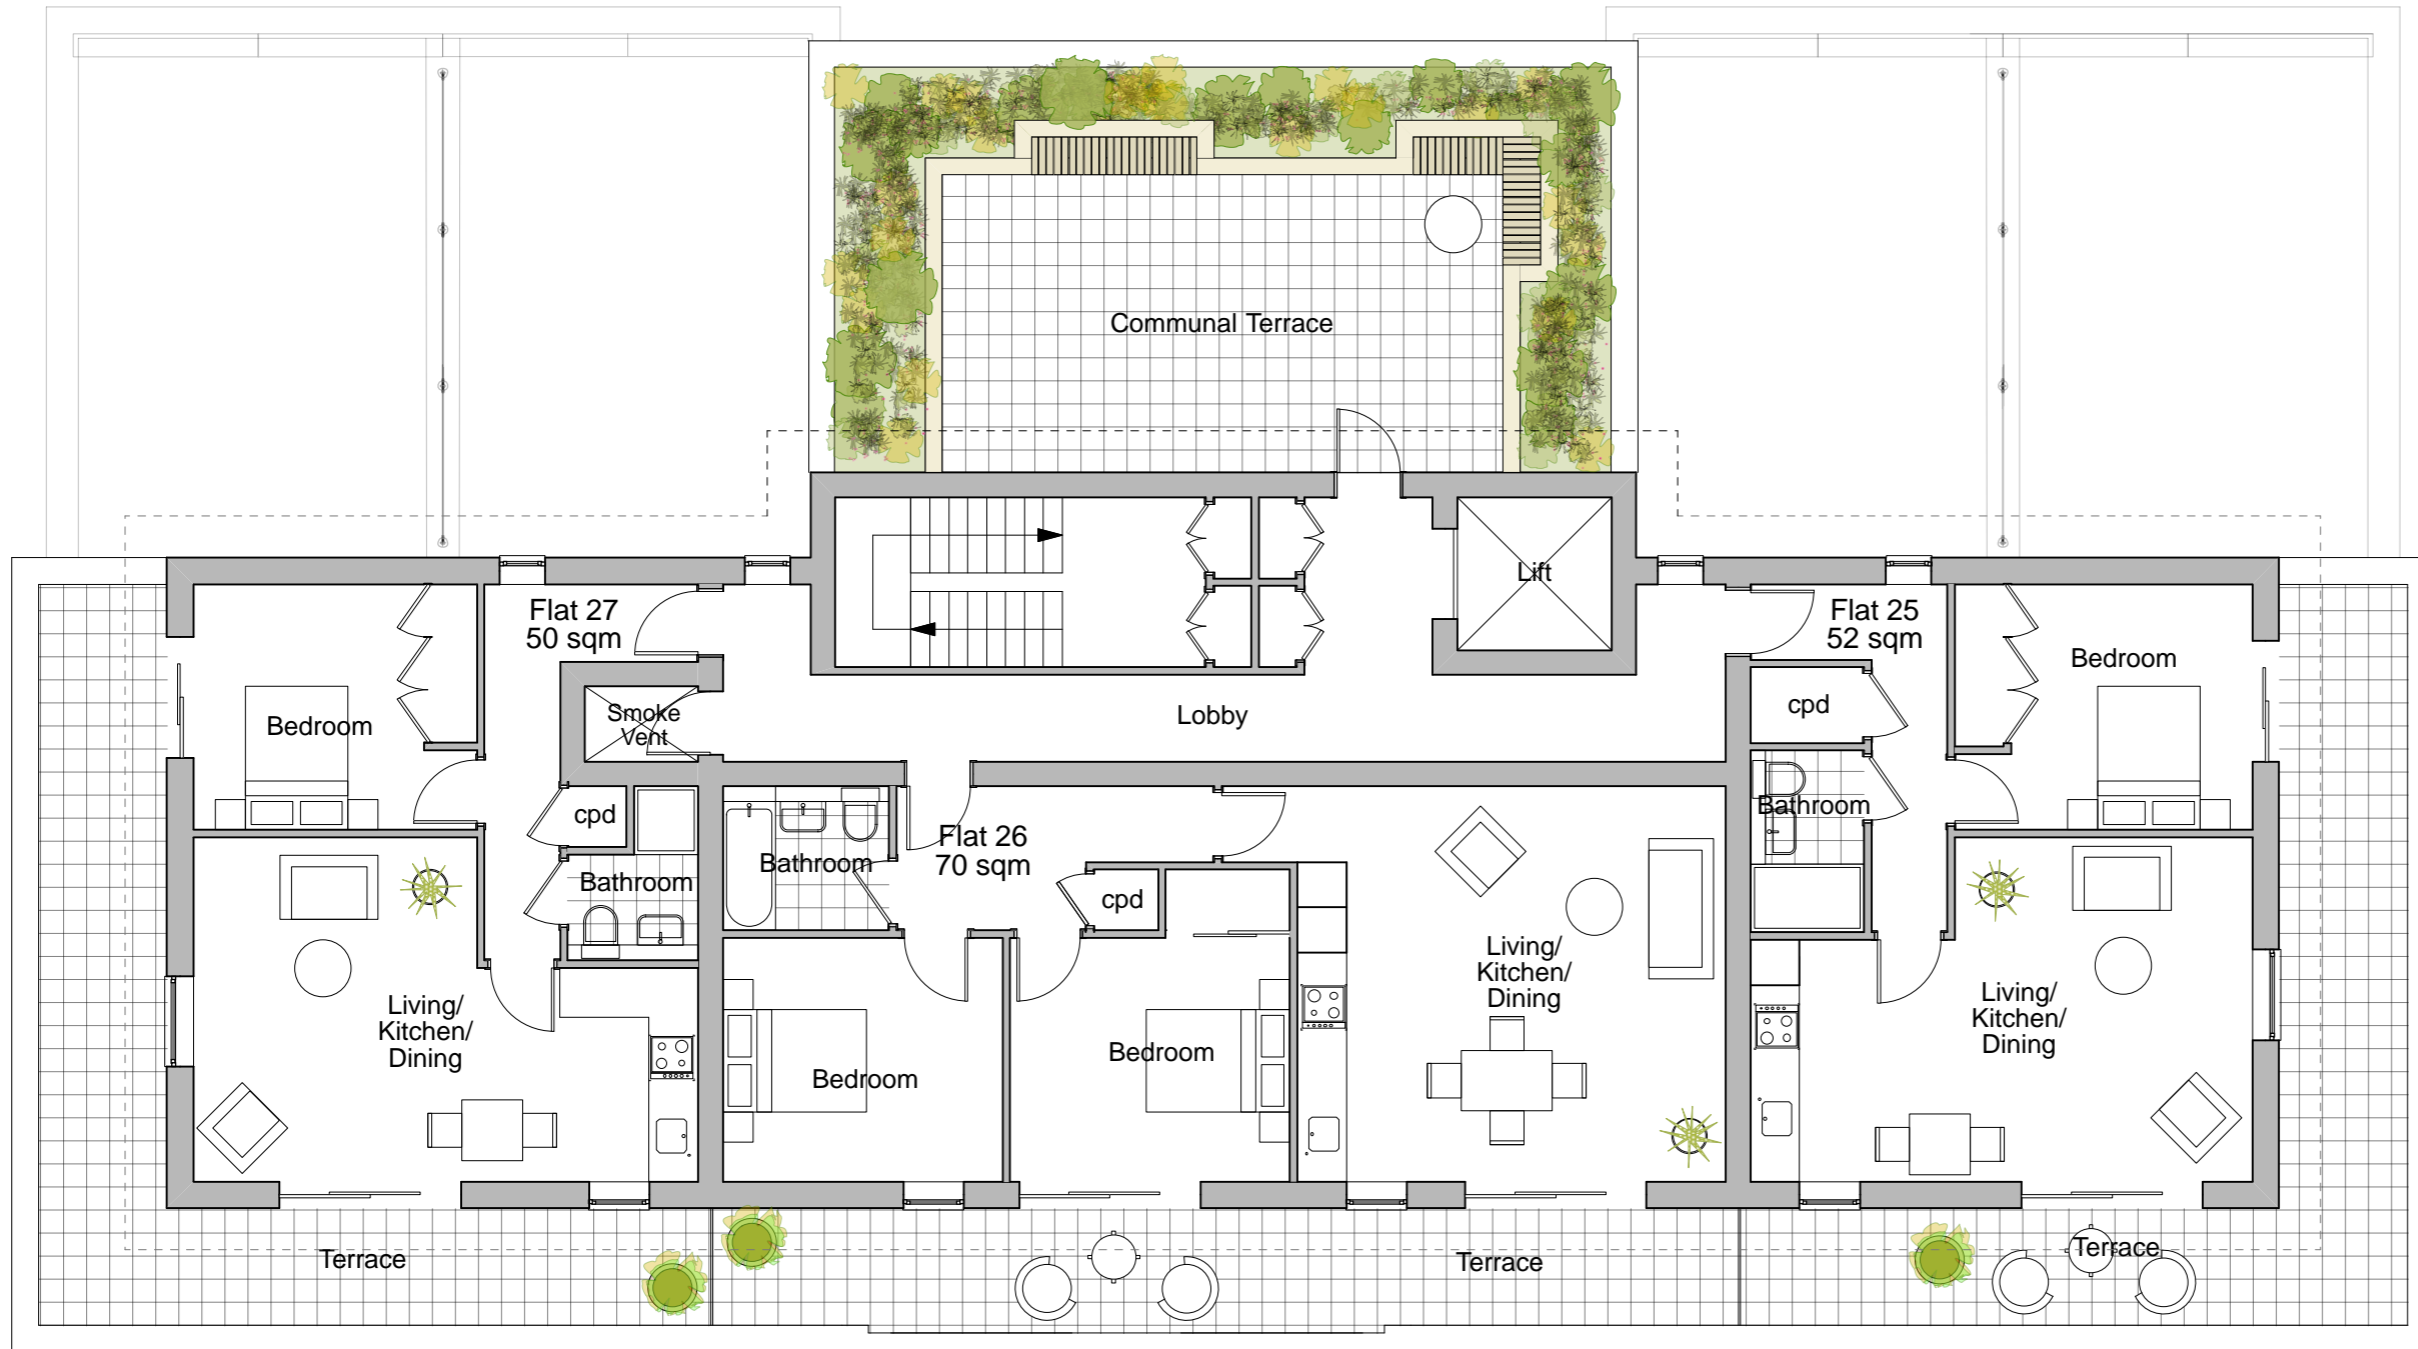 Communal Terrace
Lift
Flat 27
50 sqm
Flat 25
52 sqm
Bedroom
Bedroom
cpd
Smoke
Vent
Lobby
cpd
Bathroom
Flat 26
70 sqm
Bathroom
Bathroom
cpd
Living/
Kitchen/
Dining
Living/
Kitchen/
Dining
Living/
Kitchen/
Dining
Bedroom
Bedroom
Terrace
Terrace
Terrace